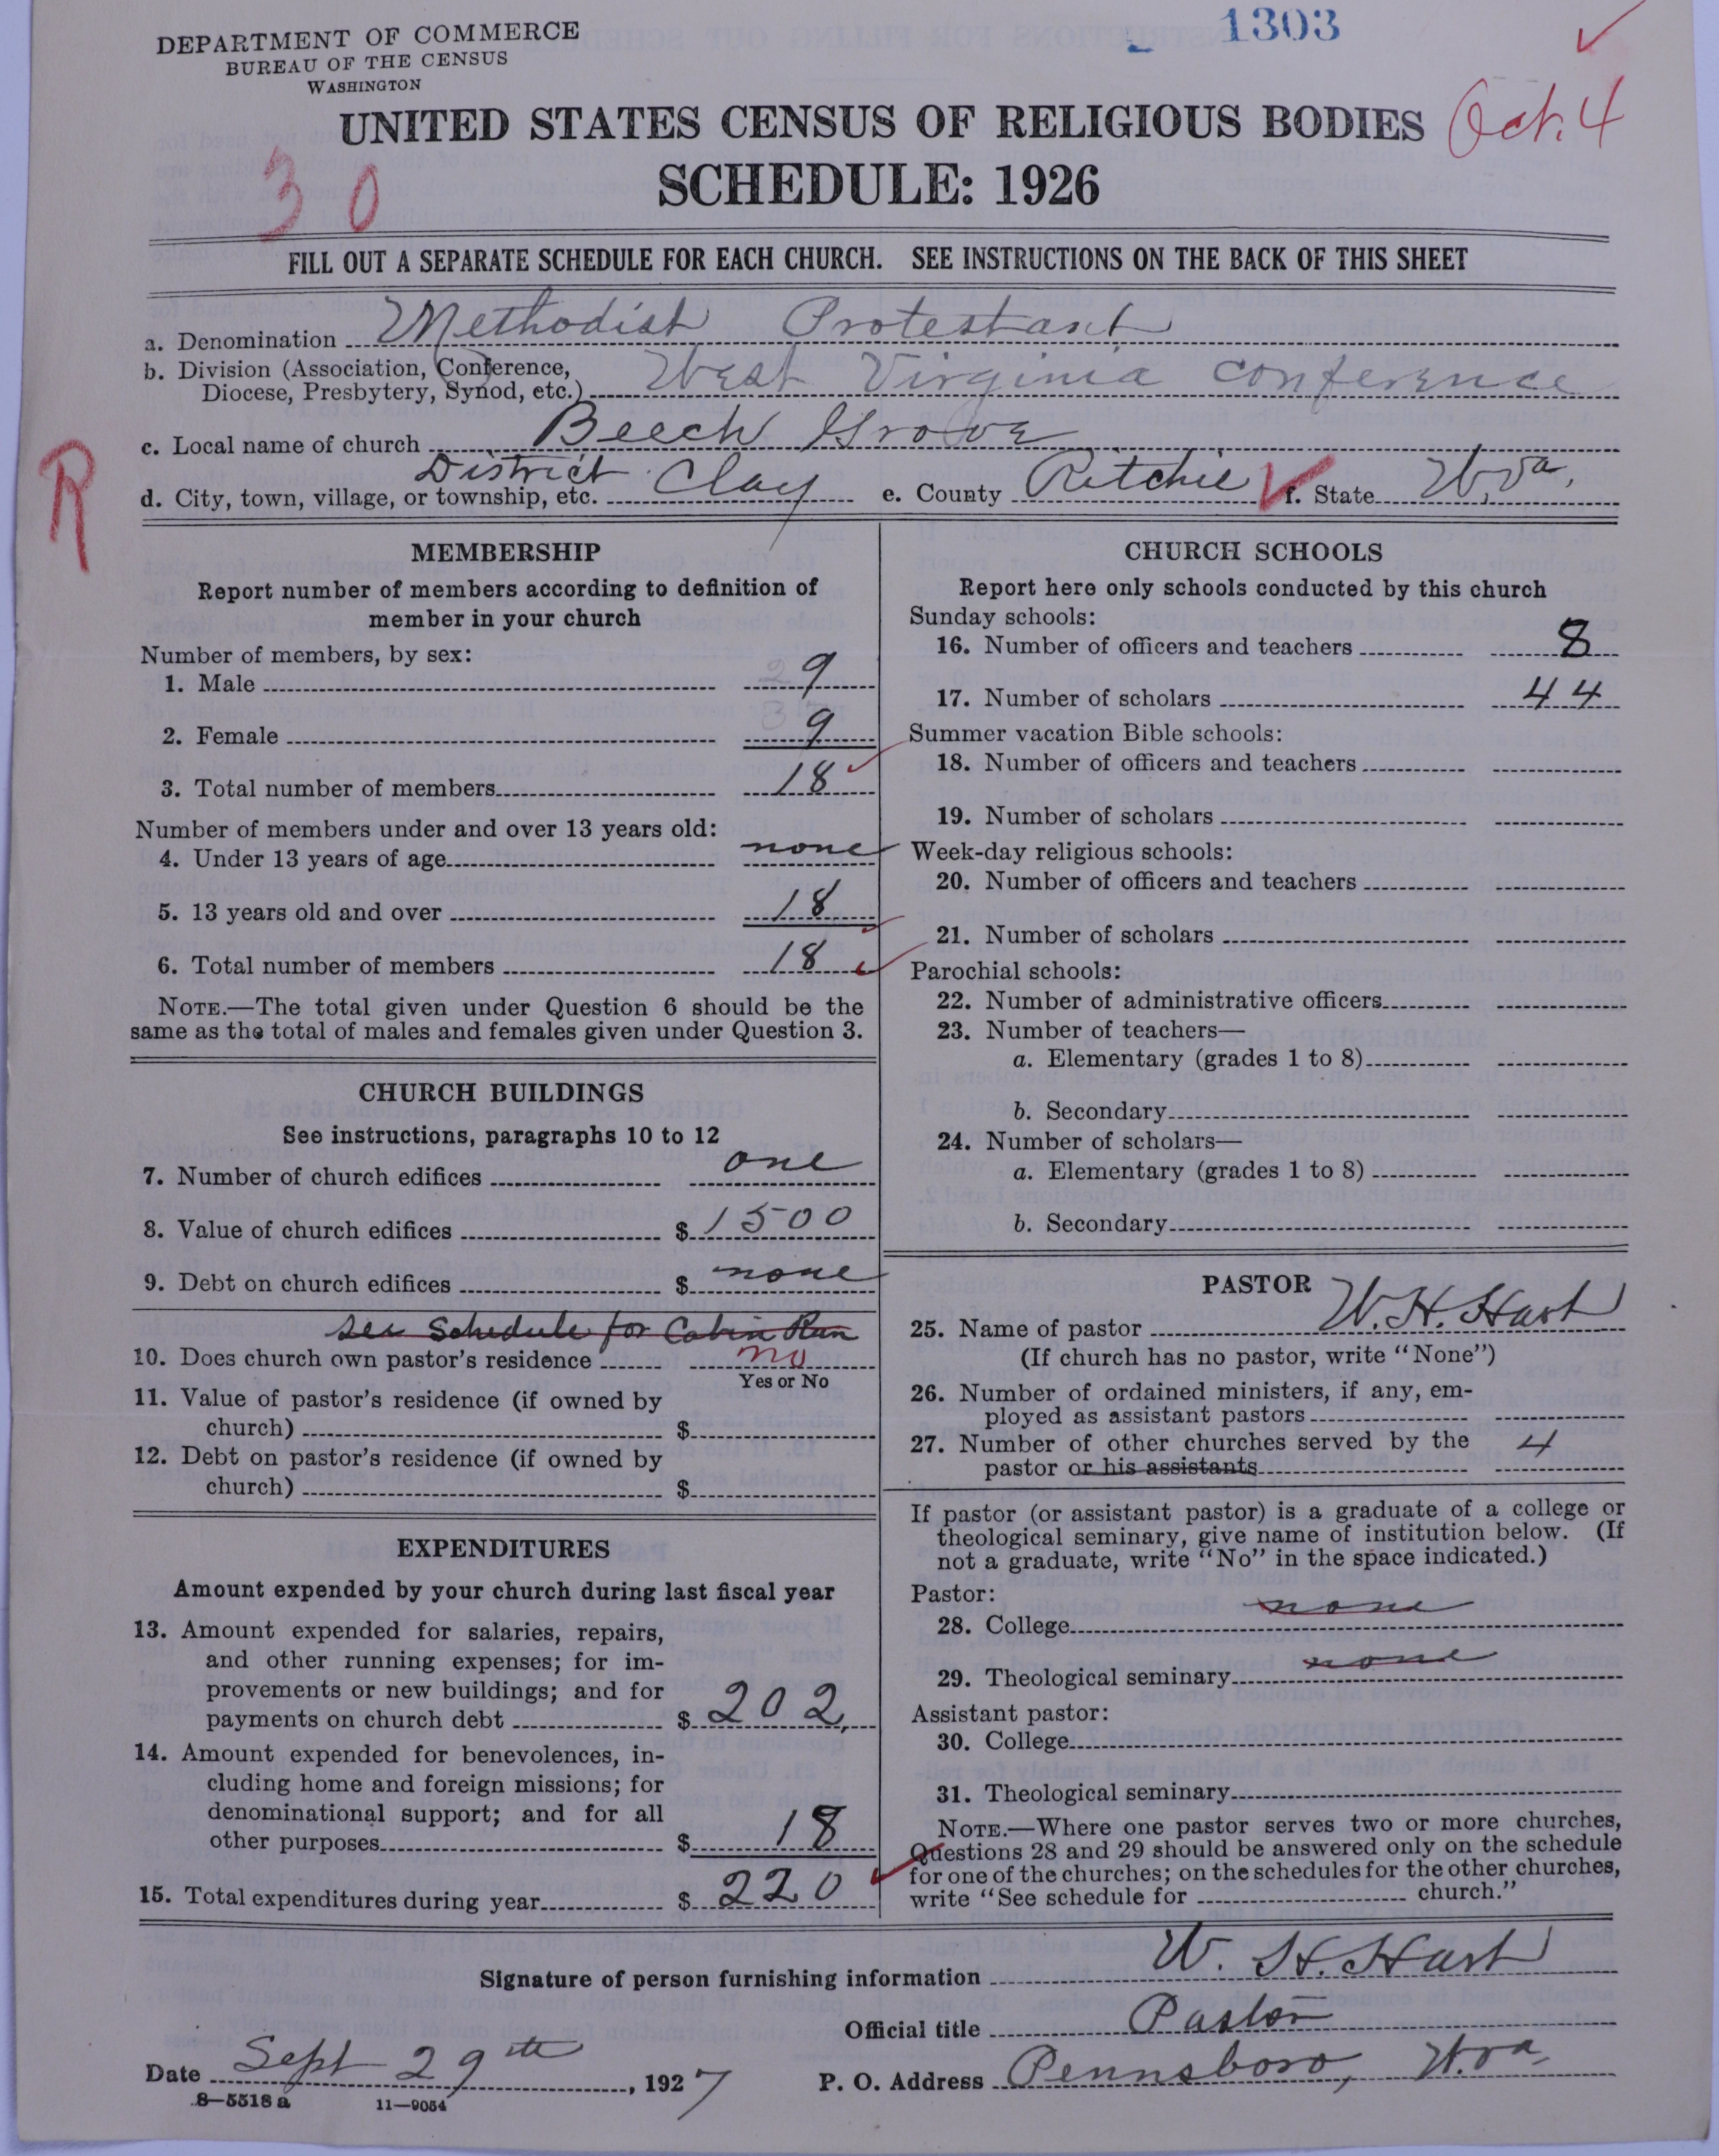 1303
DEPARTMENT OF COMMERCE
BUREAU OF THE CENSUS
WASHINGTON
UNITED STATES CENSUS OF RELIGIOUS BODIES
Oct. 4
SCHEDULE: 1926
30
FILL OUT A SEPARATE SCHEDULE FOR EACH CHURCH. SEE INSTRUCTIONS ON THE BACK OF THIS SHEET
a. Denomination Methodist Protestant
b. Division (Association, Conference,
Diocese, Presbytery, Synod, etc.) West Virginia Conference
c. Local name of church Beech Grove
R
District
d. City, town, village, or township, etc. Clay e. County Ritchie f. State W.Va.
MEMBERSHIP
Report number of members according to definition of
member in your church
Number of members, by sex:
1. Male 9
2. Female 9
3. Total number of members 18
Number of members under and over 13 years old:
4. Under 13 years of age none
5. 13 years old and over 18
6. Total number of members 18
NOTE.—The total given under Question 6 should be the
same as the total of males and females given under Question 3.
CHURCH BUILDINGS
See instructions, paragraphs 10 to 12
7. Number of church edifices one
8. Value of church edifices $ 1500
9. Debt on church edifices $ none
See Schedule for Cabin Run
10. Does church own pastor's residence no
Yes or No
11. Value of pastor's residence (if owned by
church) $
12. Debt on pastor's residence (if owned by
church) $
EXPENDITURES
Amount expended by your church during last fiscal year
13. Amount expended for salaries, repairs,
and other running expenses; for im-
provements or new buildings; and for
payments on church debt $ 202
14. Amount expended for benevolences, in-
cluding home and foreign missions; for
denominational support; and for all
other purposes $ 18
15. Total expenditures during year $ 220
CHURCH SCHOOLS
Report here only schools conducted by this church
Sunday schools:
16. Number of officers and teachers 8
17. Number of scholars 44
Summer vacation Bible schools:
18. Number of officers and teachers
19. Number of scholars
Week-day religious schools:
20. Number of officers and teachers
21. Number of scholars
Parochial schools:
22. Number of administrative officers
23. Number of teachers—
a. Elementary (grades 1 to 8)
b. Secondary
24. Number of scholars—
a. Elementary (grades 1 to 8)
b. Secondary
PASTOR
25. Name of pastor W. H. Hart
(If church has no pastor, write "None")
26. Number of ordained ministers, if any, em-
ployed as assistant pastors
27. Number of other churches served by the
pastor or his assistants 4
If pastor (or assistant pastor) is a graduate of a college or
theological seminary, give name of institution below. (If
not a graduate, write "No" in the space indicated.)
Pastor:
28. College none
29. Theological seminary none
Assistant pastor:
30. College
31. Theological seminary
NOTE.—Where one pastor serves two or more churches,
Questions 28 and 29 should be answered only on the schedule
for one of the churches; on the schedules for the other churches,
write "See schedule for church."
Signature of person furnishing information W. H. Hart
Official title Pastor
Date Sept 29th, 1927 P. O. Address Pennsboro, W.va.
8—5518 a 11—9054